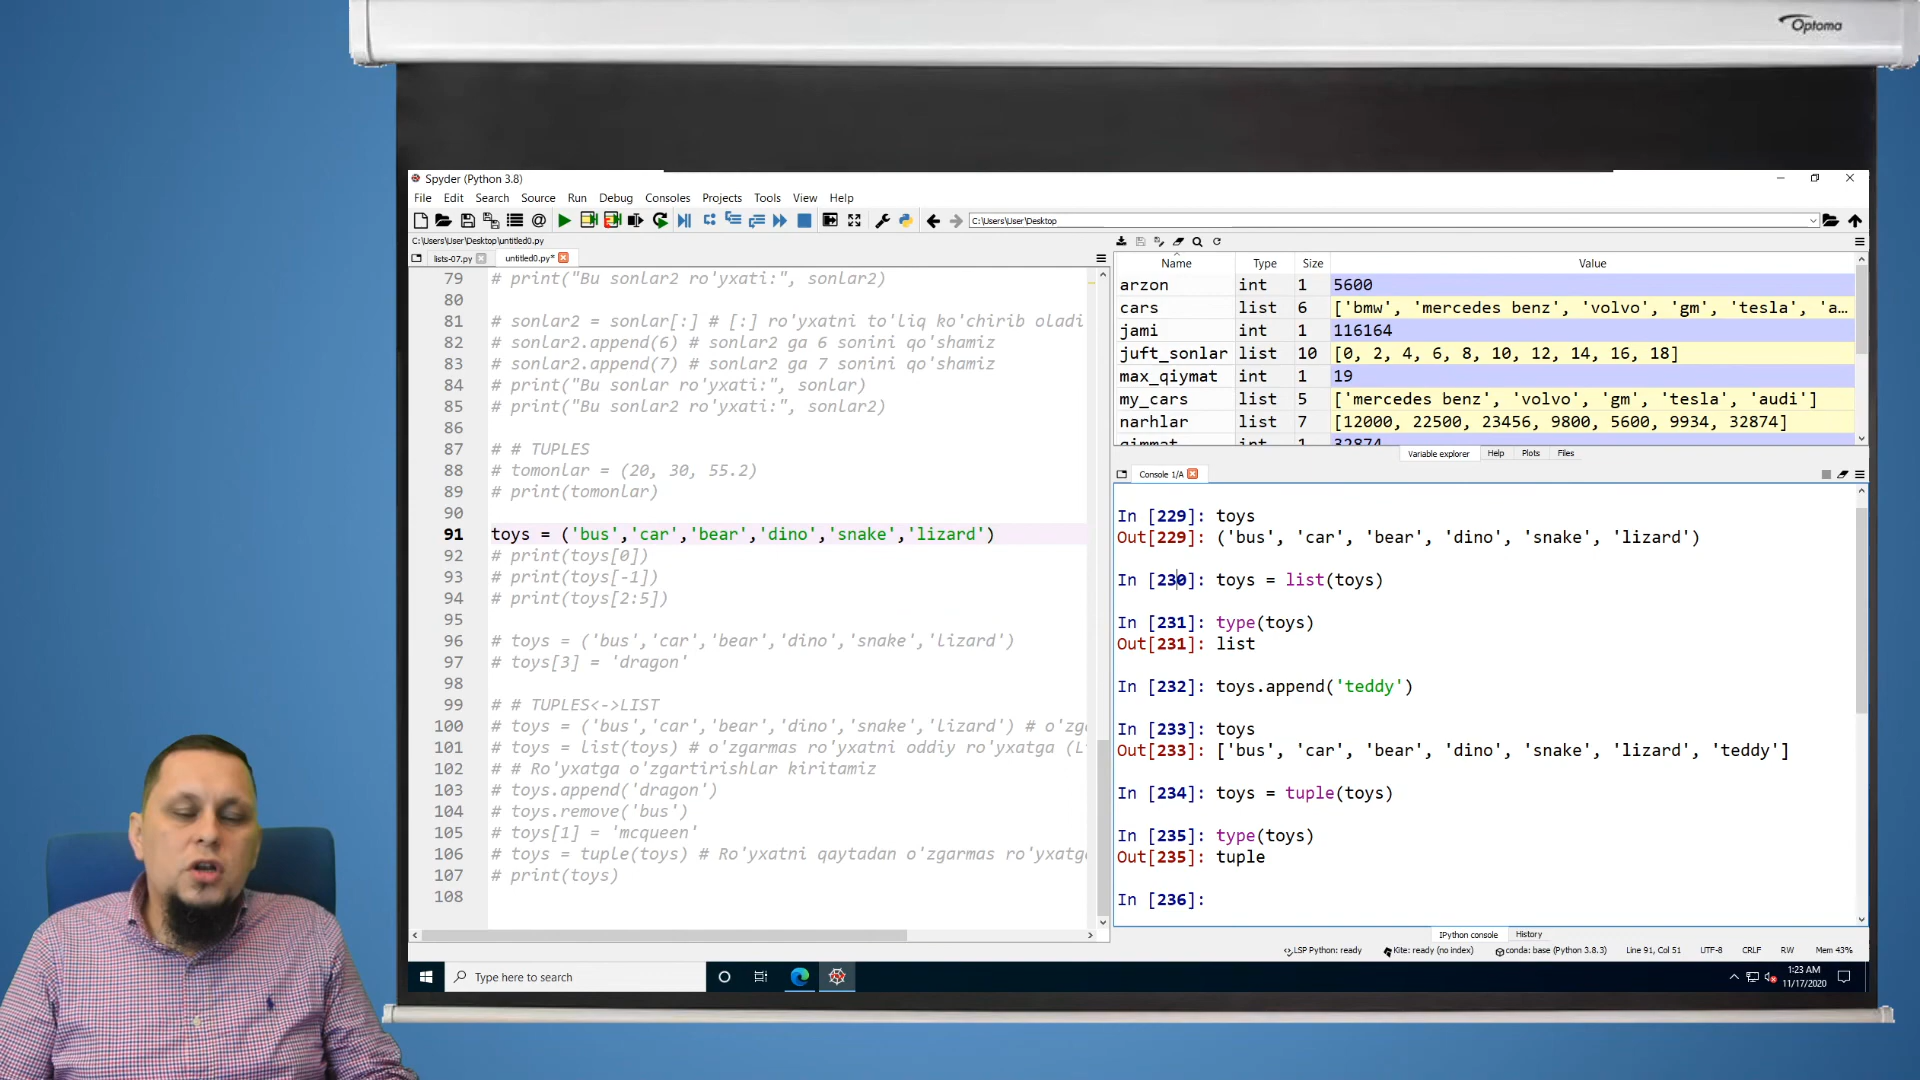 Optoma
Spyder (Python 3.8)
File Edit Search Source Run Debug Consoles Projects Tools View Help
C:\Users\User\Desktop
C:\Users\User\Desktop\untitled0.py
lists-07.py untitled0.py*
79 # print("Bu sonlar2 ro'yxati:", sonlar2)
80
81 # sonlar2 = sonlar[:] # [:] ro'yxatni to'liq ko'chirib oladi
82 # sonlar2.append(6) # sonlar2 ga 6 sonini qo'shamiz
83 # sonlar2.append(7) # sonlar2 ga 7 sonini qo'shamiz
84 # print("Bu sonlar ro'yxati:", sonlar)
85 # print("Bu sonlar2 ro'yxati:", sonlar2)
86
87 # # TUPLES
88 # tomonlar = (20, 30, 55.2)
89 # print(tomonlar)
90
91 toys = ('bus','car','bear','dino','snake','lizard')
92 # print(toys[0])
93 # print(toys[-1])
94 # print(toys[2:5])
95
96 # toys = ('bus','car','bear','dino','snake','lizard')
97 # toys[3] = 'dragon'
98
99 # # TUPLES<->LIST
100 # toys = ('bus','car','bear','dino','snake','lizard') # o'zg
101 # toys = list(toys) # o'zgarmas ro'yxatni oddiy ro'yxatga (L
102 # # Ro'yxatga o'zgartirishlar kiritamiz
103 # toys.append('dragon')
104 # toys.remove('bus')
105 # toys[1] = 'mcqueen'
106 # toys = tuple(toys) # Ro'yxatni qaytadan o'zgarmas ro'yxatg
107 # print(toys)
108
Name Type Size Value
arzon int 1 5600
cars list 6 ['bmw', 'mercedes benz', 'volvo', 'gm', 'tesla', 'a...
jami int 1 116164
juft_sonlar list 10 [0, 2, 4, 6, 8, 10, 12, 14, 16, 18]
max_qiymat int 1 19
my_cars list 5 ['mercedes benz', 'volvo', 'gm', 'tesla', 'audi']
narhlar list 7 [12000, 22500, 23456, 9800, 5600, 9934, 32874]
qimmat int 1 32874
Variable explorer Help Plots Files
Console 1/A
In [229]: toys
Out[229]: ('bus', 'car', 'bear', 'dino', 'snake', 'lizard')
In [230]: toys = list(toys)
In [231]: type(toys)
Out[231]: list
In [232]: toys.append('teddy')
In [233]: toys
Out[233]: ['bus', 'car', 'bear', 'dino', 'snake', 'lizard', 'teddy']
In [234]: toys = tuple(toys)
In [235]: type(toys)
Out[235]: tuple
In [236]:
IPython console History
LSP Python: ready Kite: ready (no index) conda: base (Python 3.8.3) Line 91, Col 51 UTF-8 CRLF RW Mem 43%
Type here to search
1:23 AM
11/17/2020